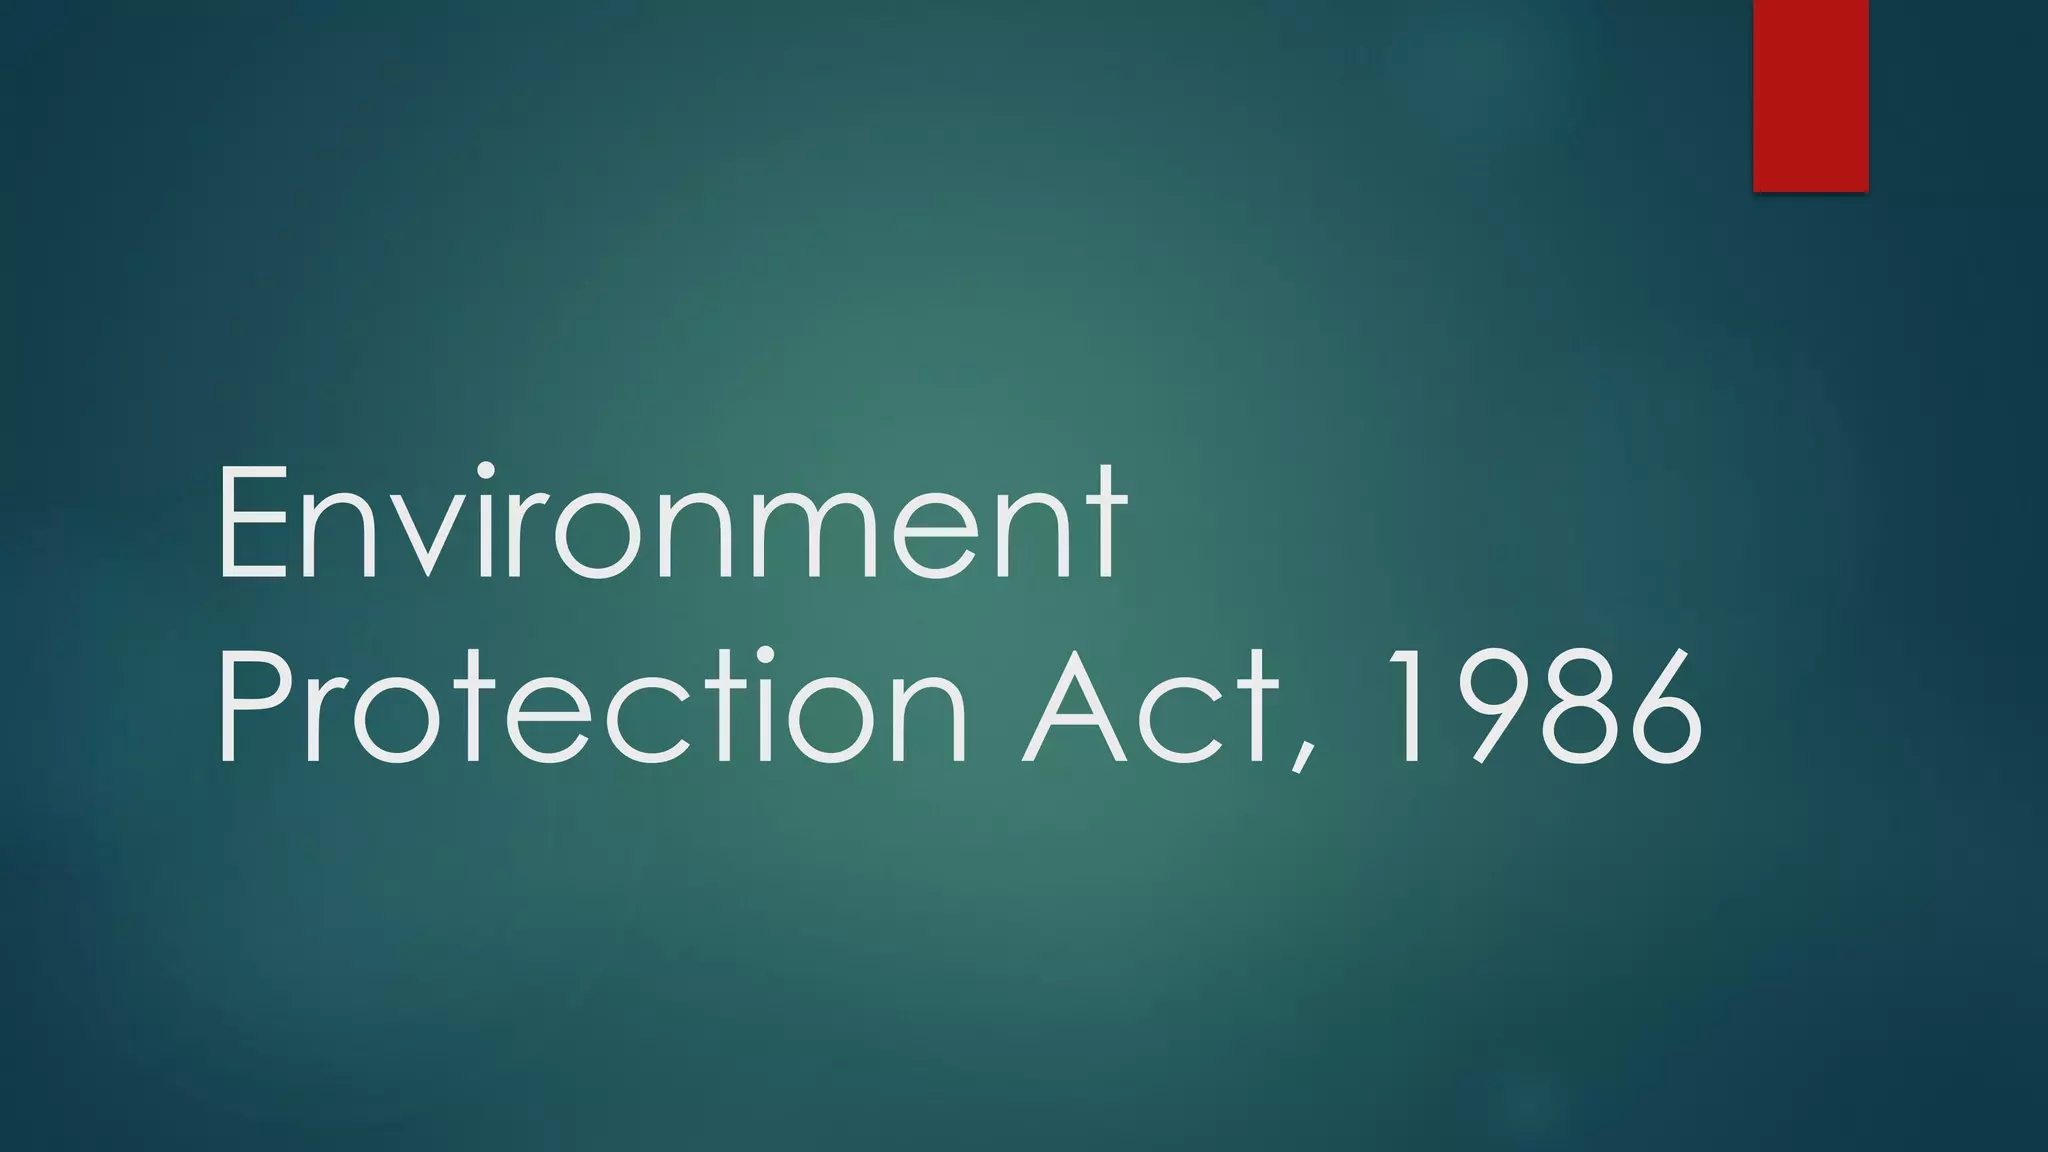 Environment
Protection Act, 1986